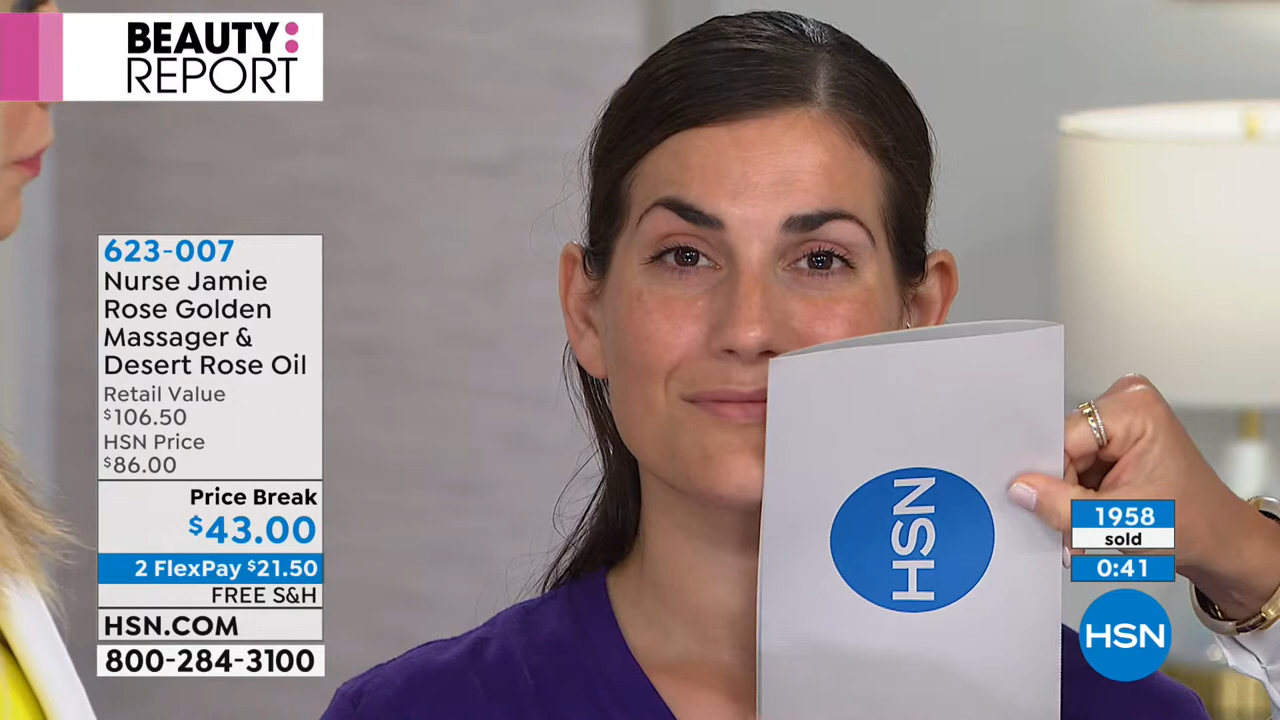 BEAUTY:
REPORT
623-007
Nurse Jamie
Rose Golden
Massager &
Desert Rose Oil
Retail Value
$106.50
HSN Price
$86.00
Price Break
$43.00
2 FlexPay $21.50
FREE S&H
HSN.COM
800-284-3100
HSN
1958
sold
0:41
HSN